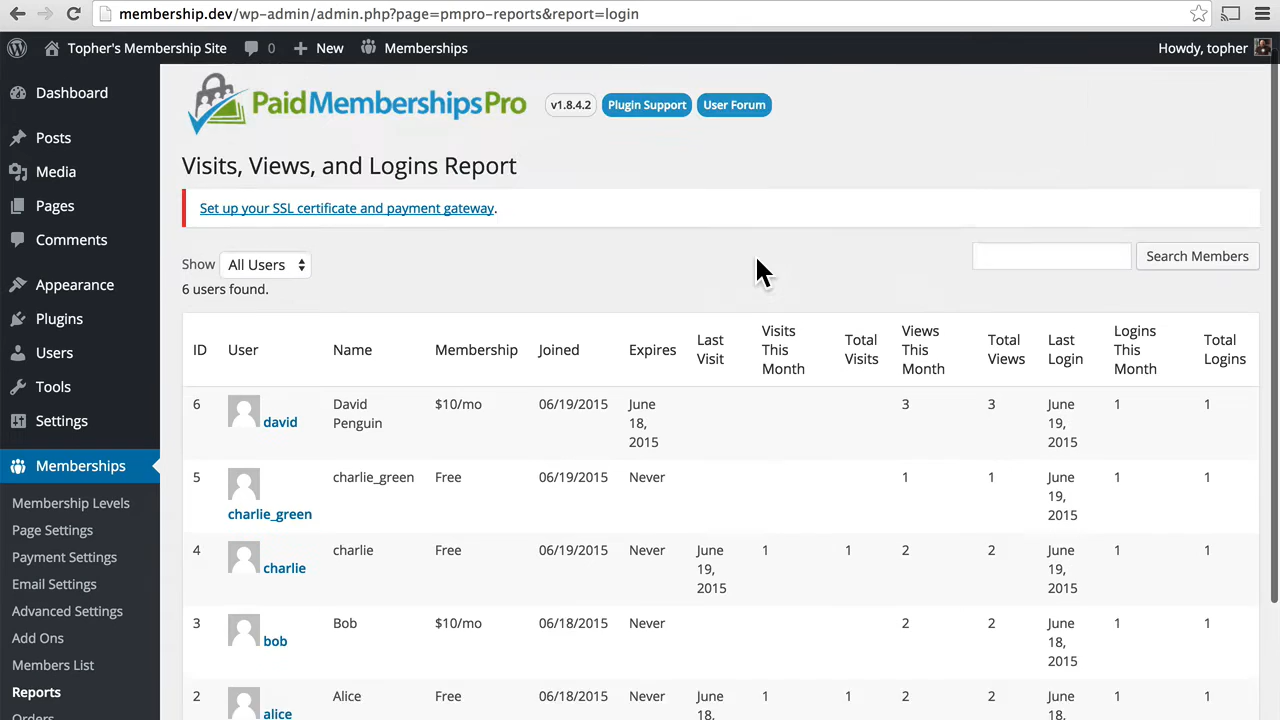 membership.dev/wp-admin/admin.php?page=pmpro-reports&report=login
Topher's Membership Site 0 New Memberships Howdy, topher
Dashboard
Posts
Media
Pages
Comments
Appearance
Plugins
Users
Tools
Settings
Memberships
Membership Levels
Page Settings
Payment Settings
Email Settings
Advanced Settings
Add Ons
Members List
Reports
Orders
PaidMembershipsPro v1.8.4.2 Plugin Support User Forum
Visits, Views, and Logins Report
Set up your SSL certificate and payment gateway.
Show All Users Search Members
6 users found.
ID User Name Membership Joined Expires Last Visit Visits This Month Total Visits Views This Month Total Views Last Login Logins This Month Total Logins
6 david David Penguin $10/mo 06/19/2015 June 18, 2015 3 3 June 19, 2015 1 1
5 charlie_green charlie_green Free 06/19/2015 Never 1 1 June 19, 2015 1 1
4 charlie charlie Free 06/19/2015 Never June 19, 2015 1 1 2 2 June 19, 2015 1 1
3 bob Bob $10/mo 06/18/2015 Never 2 2 June 18, 2015 1 1
2 alice Alice Free 06/18/2015 Never June 18, 1 1 2 2 June 18, 1 1